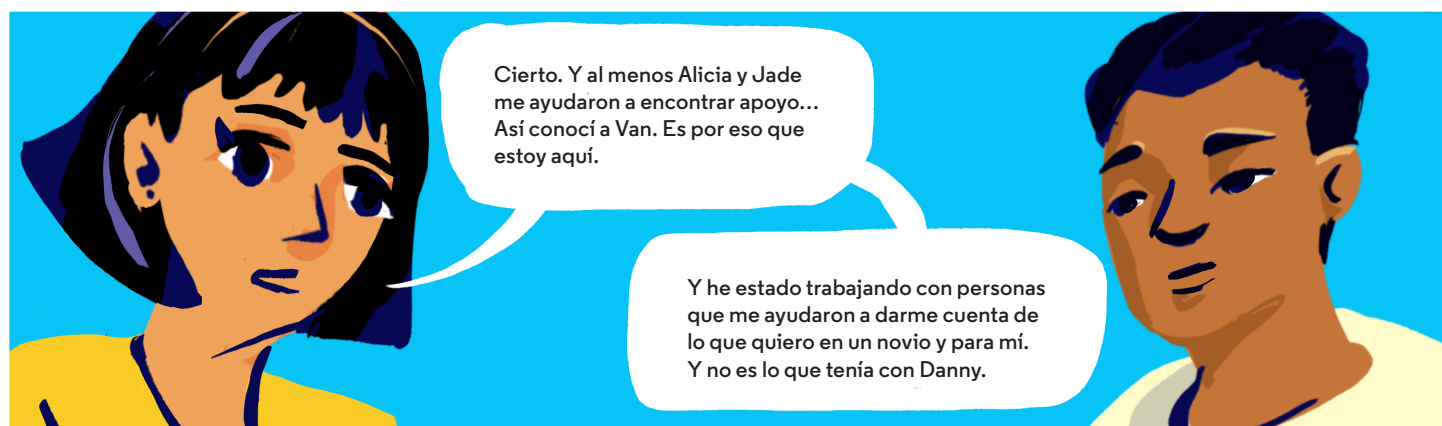 Cierto. Y al menos Alicia y Jade
me ayudaron a encontrar apoyo...
Así conocí a Van. Es por eso que
estoy aquí.
Y he estado trabajando con personas
que me ayudaron a darme cuenta de
lo que quiero en un novio y para mí.
Y no es lo que tenía con Danny.